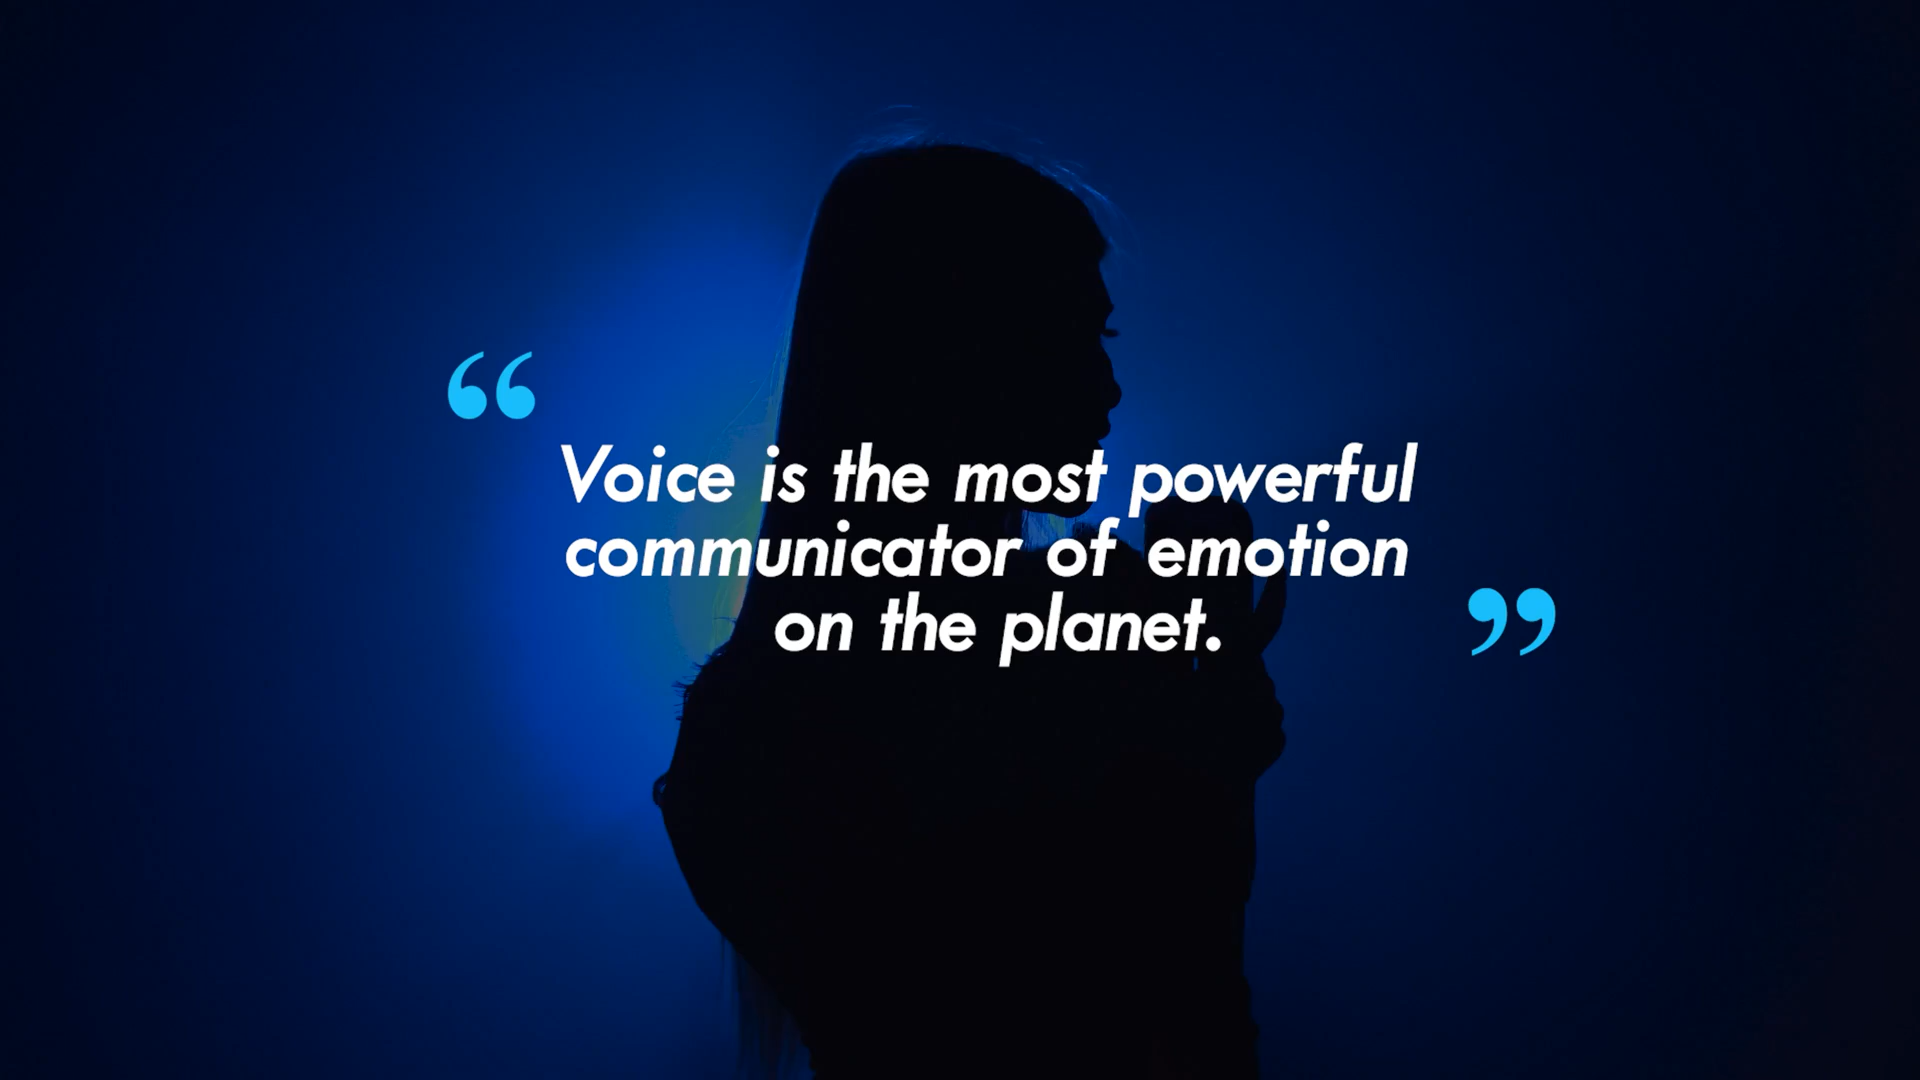 “
Voice is the most powerful
communicator of emotion
on the planet.
”